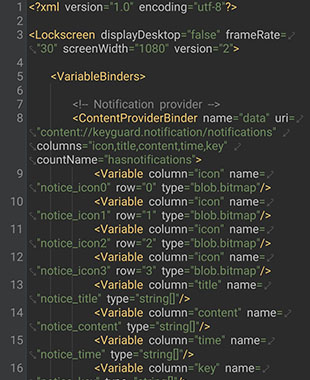 1 <?xml version="1.0" encoding="utf-8"?>
2
3 <Lockscreen displayDesktop="false" frameRate=
"30" screenWidth="1080" version="2">
4
5 <VariableBinders>
6
7 <!-- Notification provider -->
8 <ContentProviderBinder name="data" uri=
"content://keyguard.notification/notifications"
columns="icon,title,content,time,key"
countName="hasnotifications">
9 <Variable column="icon" name=
"notice_icon0" row="0" type="blob.bitmap"/>
10 <Variable column="icon" name=
"notice_icon1" row="1" type="blob.bitmap"/>
11 <Variable column="icon" name=
"notice_icon2" row="2" type="blob.bitmap"/>
12 <Variable column="icon" name=
"notice_icon3" row="3" type="blob.bitmap"/>
13 <Variable column="title" name=
"notice_title" type="string[]"/>
14 <Variable column="content" name=
"notice_content" type="string[]"/>
15 <Variable column="time" name=
"notice_time" type="string[]"/>
16 <Variable column="key" name=